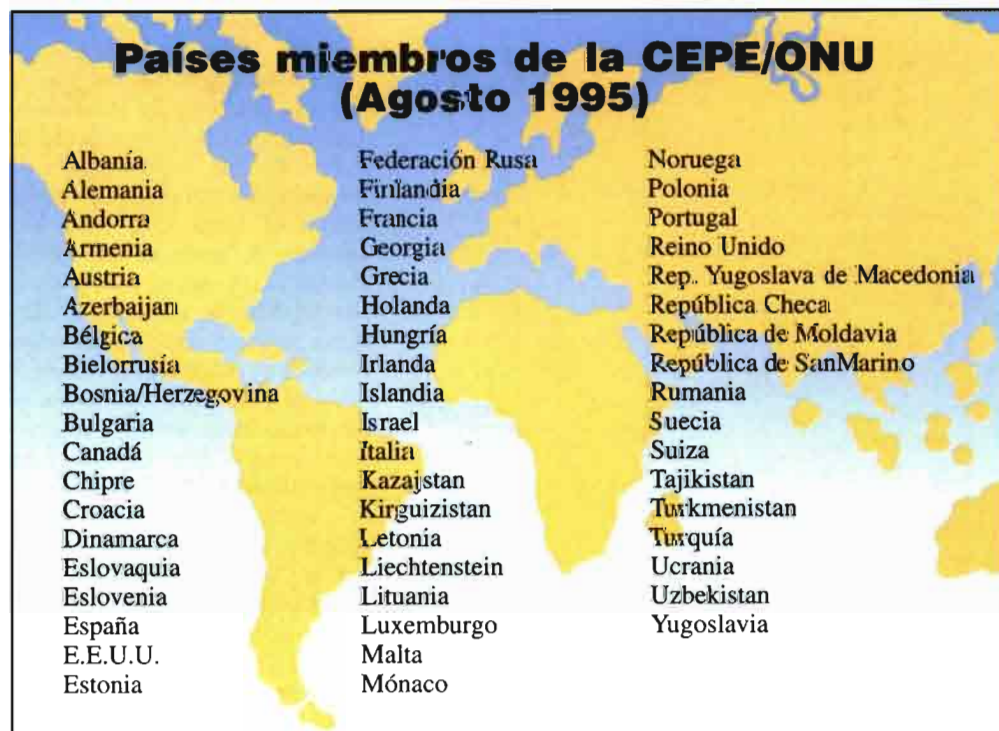 Países miembros de la CEPE/ONU
(Agosto 1995)
Albanía
Alemania
Andorra
Armenia
Austria
Azerbaijan
Bélgica
Bielorrusía
Bosnia/Herzegovina
Bulgaria
Canadá
Chipre
Croacia
Dinamarca
Eslovaquia
Eslovenia
España
E.E.U.U.
Estonia
Federación Rusa
Finlandia
Francia
Georgia
Grecia
Holanda
Hungría
Irlanda
Islandia
Israel
Italia
Kazajstan
Kirguizistan
Letonia
Liechtenstein
Lituania
Luxemburgo
Malta
Mónaco
Noruega
Polonia
Portugal
Reino Unido
Rep. Yugoslava de Macedonia
República Checa
República de Moldavia
República de SanMarino
Rumania
Suecia
Suiza
Tajikistan
Turkmenistan
Turquía
Ucrania
Uzbekistan
Yugoslavia